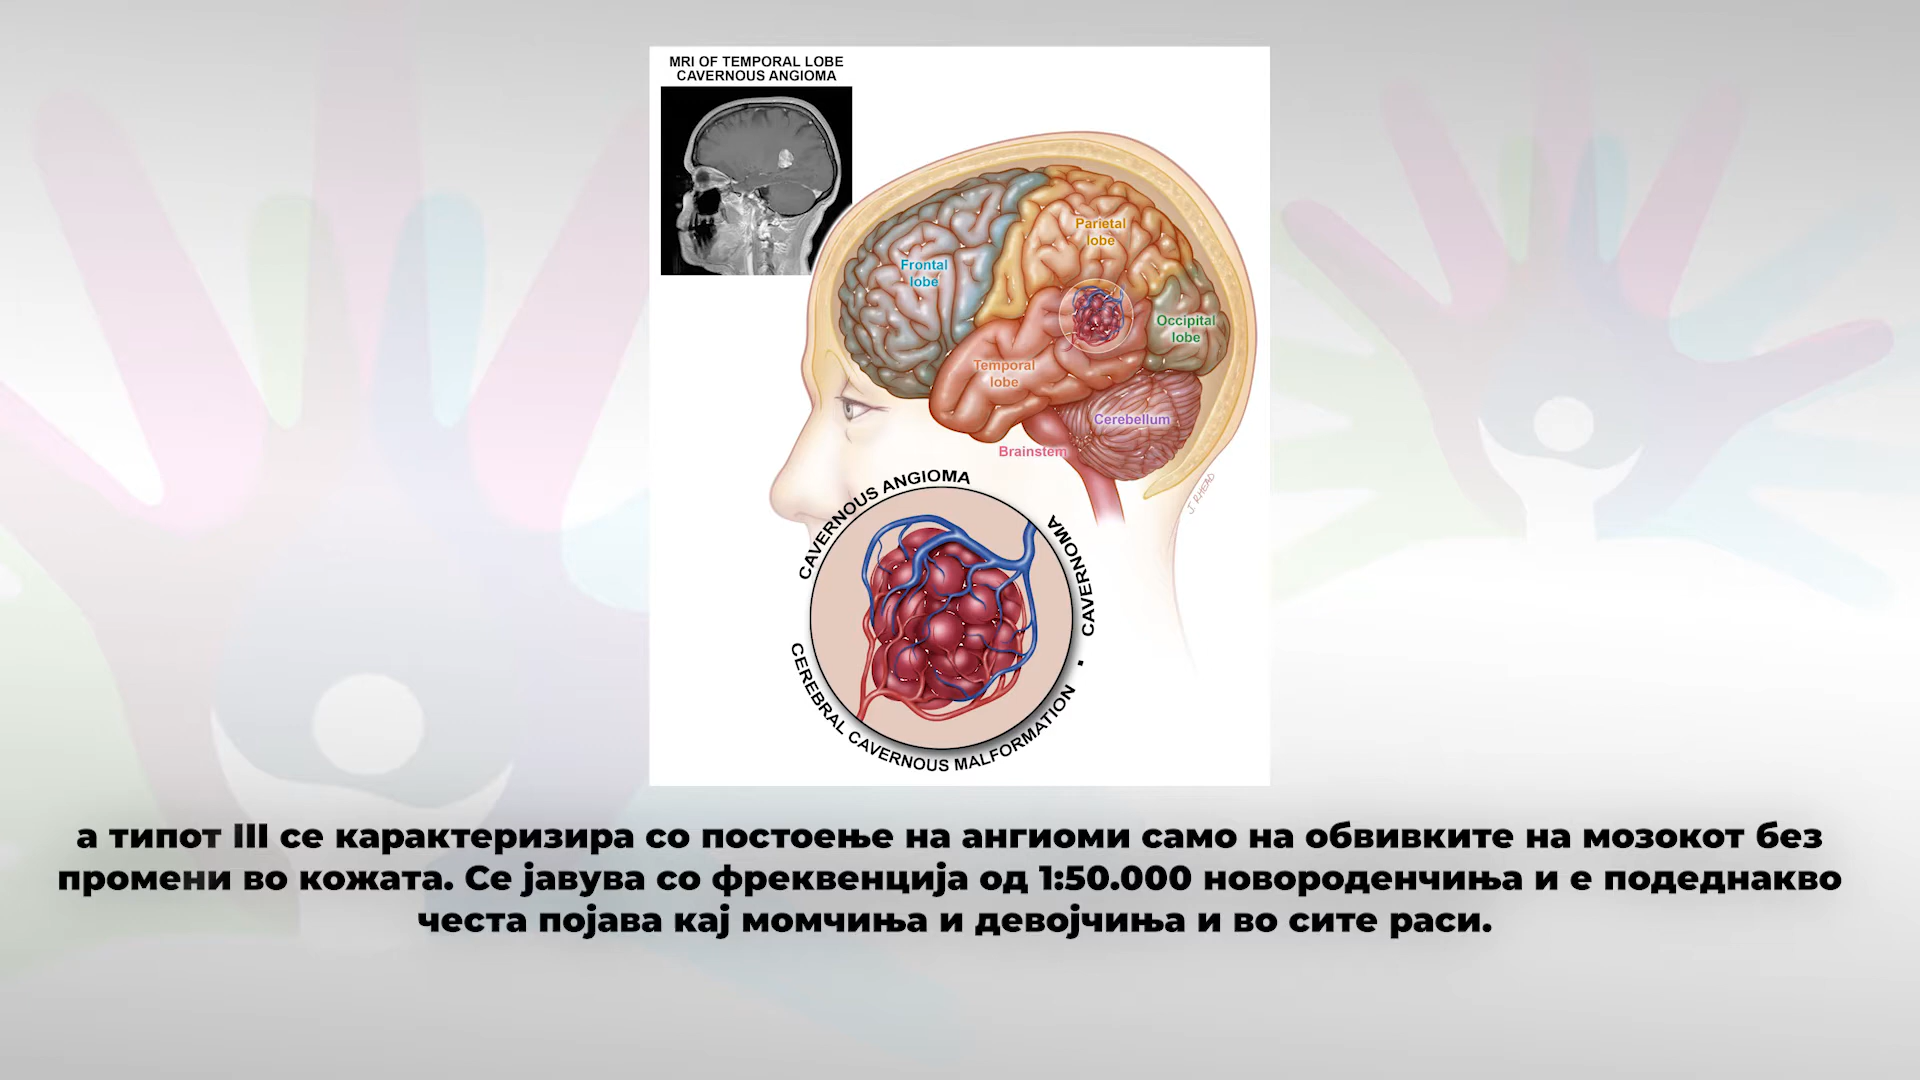 MRI OF TEMPORAL LOBE
CAVERNOUS ANGIOMA
Parietal
lobe
Frontal
lobe
Occipital
lobe
Temporal
lobe
Cerebellum
Brainstem
J. RHEAD
CAVERNOUS ANGIOMA
CAVERNOMA
CEREBRAL CAVERNOUS MALFORMATION
а типот III се карактеризира со постоење на ангиоми само на обвивките на мозокот без
промени во кожата. Се јавува со фреквенција од 1:50.000 новороденчиња и е подеднакво
честа појава кај момчиња и девојчиња и во сите раси.